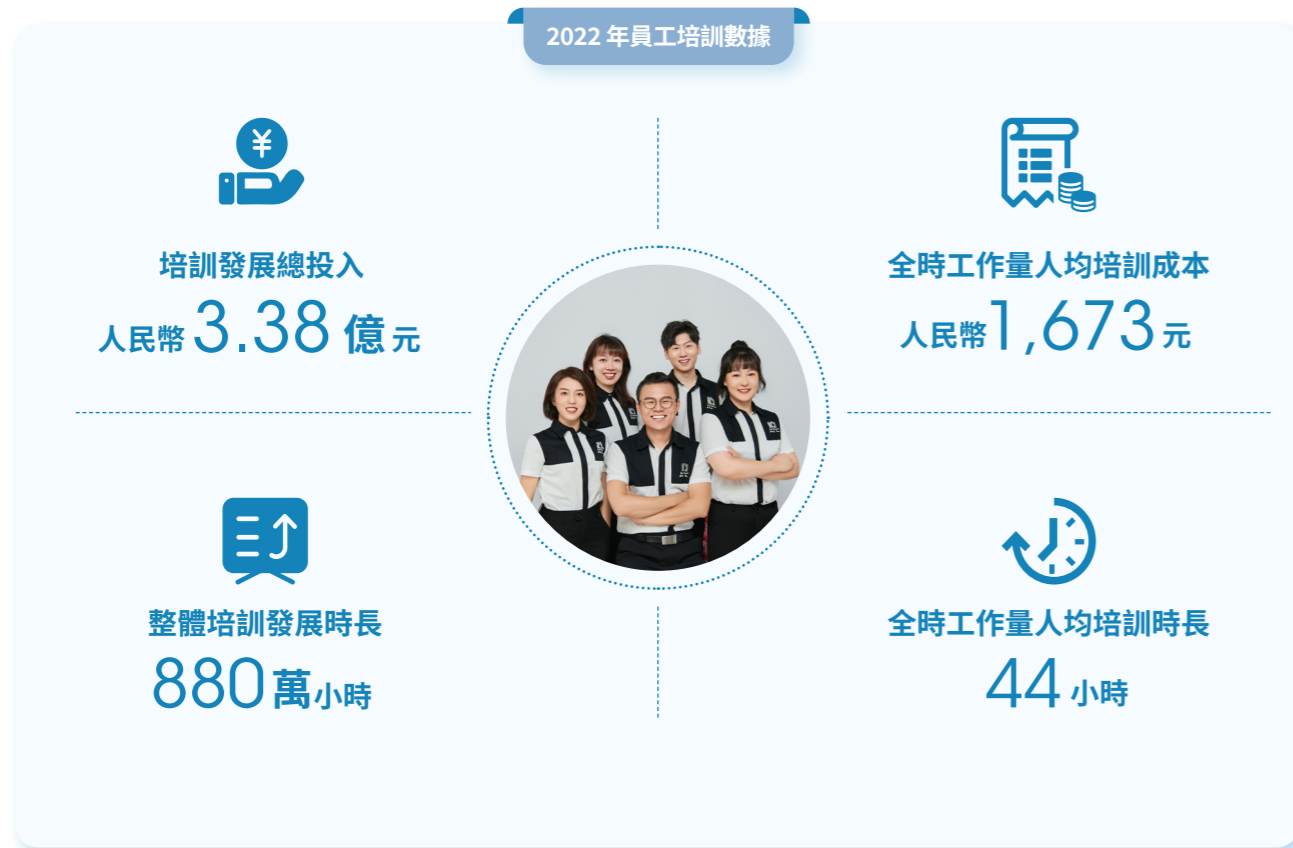 2022 年員工培訓數據
培訓發展總投入
人民幣 3.38 億元
全時工作量人均培訓成本
人民幣 1,673 元
整體培訓發展時長
880 萬小時
全時工作量人均培訓時長
44 小時